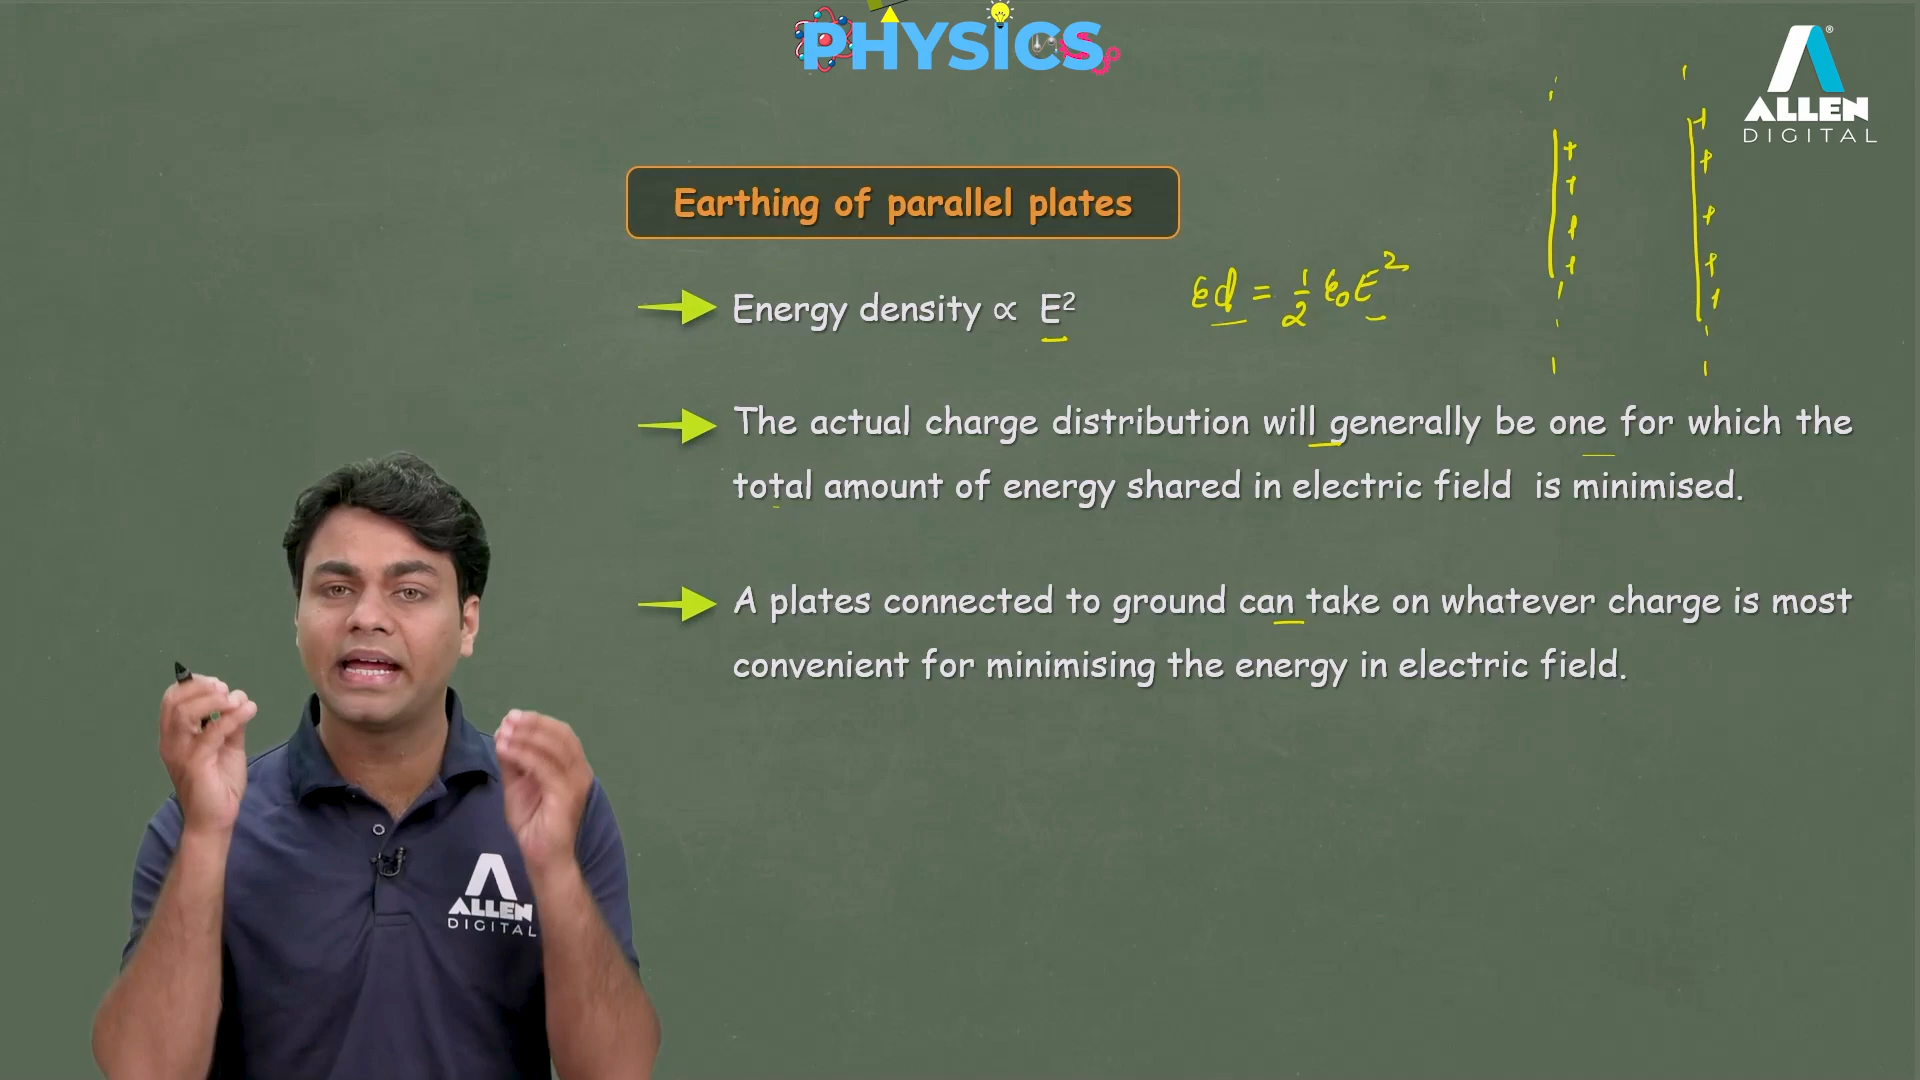 PHYSICS
ALLEN
DIGITAL
Earthing of parallel plates
Energy density ∝ E²
Ed = 1/2 ε₀E²
The actual charge distribution will generally be one for which the
total amount of energy shared in electric field is minimised.
A plates connected to ground can take on whatever charge is most
convenient for minimising the energy in electric field.
ALLEN
DIGITAL